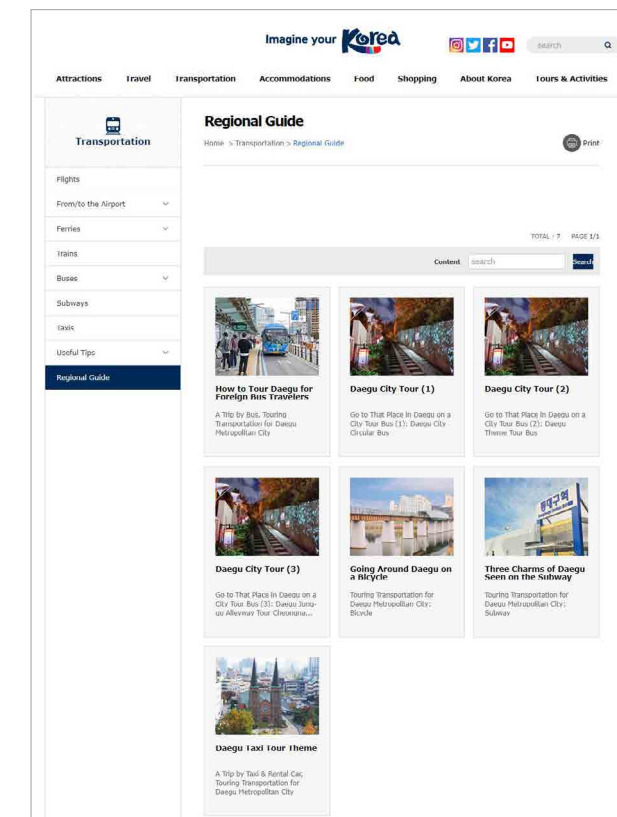 Imagine your Korea
search
Attractions Travel Transportation Accommodations Food Shopping About Korea Tours & Activities
Transportation
Flights
From/to the Airport
Ferries
Trains
Buses
Subways
Taxis
Useful Tips
Regional Guide
Regional Guide
Home > Transportation > Regional Guide
Print
TOTAL : 7 PAGE 1/1
Content search Search
How to Tour Daegu for
Foreign Bus Travelers
A Trip by Bus, Touring
Transportation for Daegu
Metropolitan City
Daegu City Tour (1)
Go to That Place in Daegu on a
City Tour Bus (1): Daegu City
Circular Bus
Daegu City Tour (2)
Go to That Place in Daegu on a
City Tour Bus (2): Daegu
Theme Tour Bus
Daegu City Tour (3)
Go to That Place in Daegu on a
City Tour Bus (3): Daegu Jung-
gu Alleyway Tour Cheongna...
Going Around Daegu on
a Bicycle
Touring Transportation for
Daegu Metropolitan City:
Bicycle
동대구역
Three Charms of Daegu
Seen on the Subway
Touring Transportation for
Daegu Metropolitan City:
Subway
Daegu Taxi Tour Theme
A Trip by Taxi & Rental Car,
Touring Transportation for
Daegu Metropolitan City